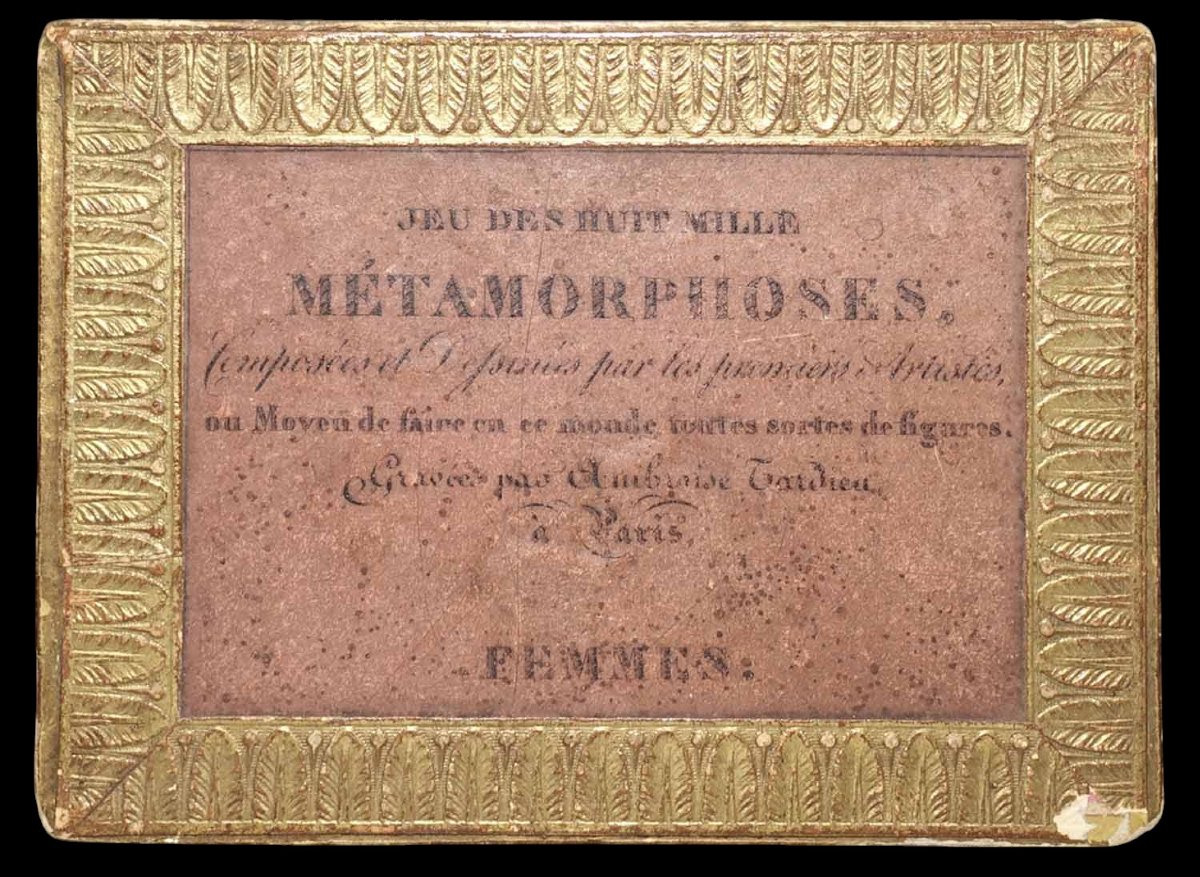 JEU DES HUIT MILLE
MÉTAMORPHOSES.
Composées et Dessinées par les premiers Artistes,
ou Moyen de faire en ce monde toutes sortes de figures.
Gravées par Ambroise Tardieu,
à Paris.
FEMMES.